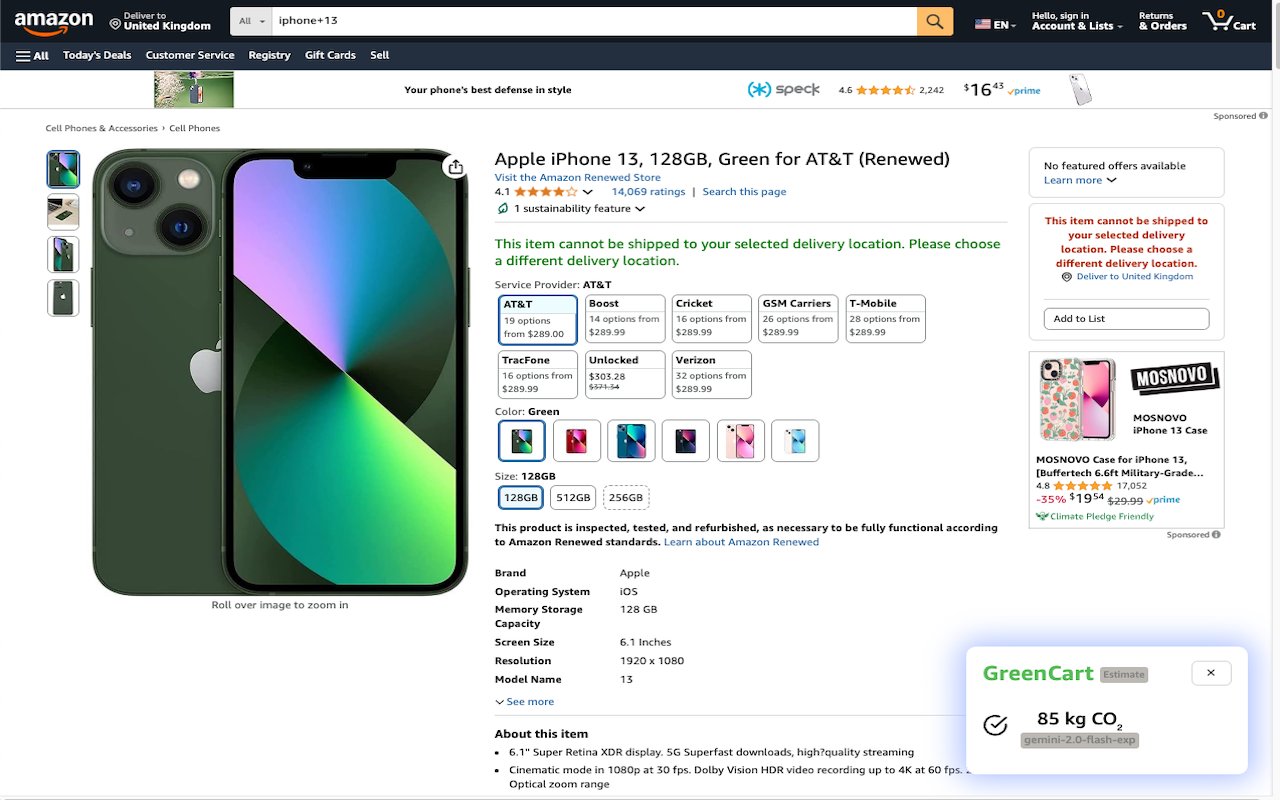 amazon
Deliver to
United Kingdom
All
iphone+13
EN
Hello, sign in
Account & Lists
Returns
& Orders
0
Cart
All
Today's Deals
Customer Service
Registry
Gift Cards
Sell
Your phone's best defense in style
speck
4.6
2,242
$16 43
prime
Sponsored
Cell Phones & Accessories › Cell Phones
Apple iPhone 13, 128GB, Green for AT&T (Renewed)
Visit the Amazon Renewed Store
4.1
14,069 ratings | Search this page
1 sustainability feature
This item cannot be shipped to your selected delivery location. Please choose
a different delivery location.
Service Provider: AT&T
AT&T
19 options
from $289.00
Boost
14 options from
$289.99
Cricket
16 options from
$289.99
GSM Carriers
26 options from
$289.99
T-Mobile
28 options from
$289.99
TracFone
16 options from
$289.99
Unlocked
$303.28
$371.34
Verizon
32 options from
$289.99
Color: Green
Size: 128GB
128GB
512GB
256GB
This product is inspected, tested, and refurbished, as necessary to be fully functional according
to Amazon Renewed standards. Learn about Amazon Renewed
Brand Apple
Operating System iOS
Memory Storage 128 GB
Capacity
Screen Size 6.1 Inches
Resolution 1920 x 1080
Model Name 13
See more
About this item
• 6.1" Super Retina XDR display. 5G Superfast downloads, high?quality streaming
• Cinematic mode in 1080p at 30 fps. Dolby Vision HDR video recording up to 4K at 60 fps.
Optical zoom range
Roll over image to zoom in
No featured offers available
Learn more
This item cannot be shipped to
your selected delivery
location. Please choose a
different delivery location.
Deliver to United Kingdom
Add to List
MOSNOVO
MOSNOVO
iPhone 13 Case
MOSNOVO Case for iPhone 13,
[Buffertech 6.6ft Military-Grade...
4.8
17,052
-35% $19 54 $29.99 prime
Climate Pledge Friendly
Sponsored
GreenCart
Estimate
✕
85 kg CO₂
gemini-2.0-flash-exp